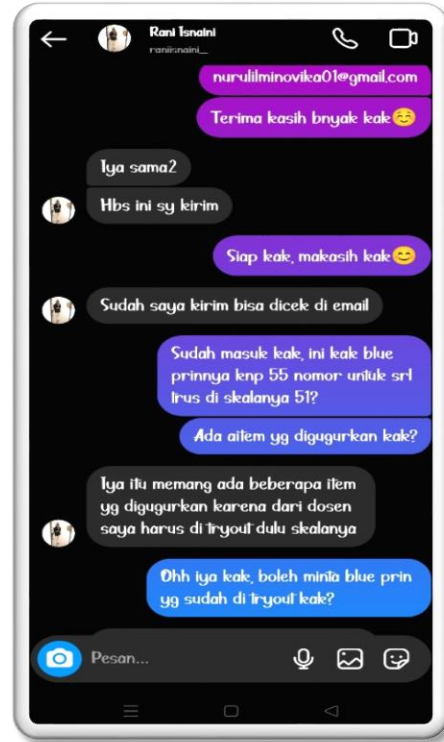 Rani Isnaini
raniisnaini_
nurulilminovika01@gmail.com
Terima kasih bnyak kak😊
Iya sama2
Hbs ini sy kirim
Siap kak, makasih kak😊
Sudah saya kirim bisa dicek di email
Sudah masuk kak, ini kak blue
prinnya knp 55 nomor untuk srl
trus di skalanya 51?
Ada aitem yg digugurkan kak?
Iya itu memang ada beberapa item
yg digugurkan karena dari dosen
saya harus di tryout dulu skalanya
Ohh iya kak, boleh minta blue prin
yg sudah di tryout kak?
Pesan...